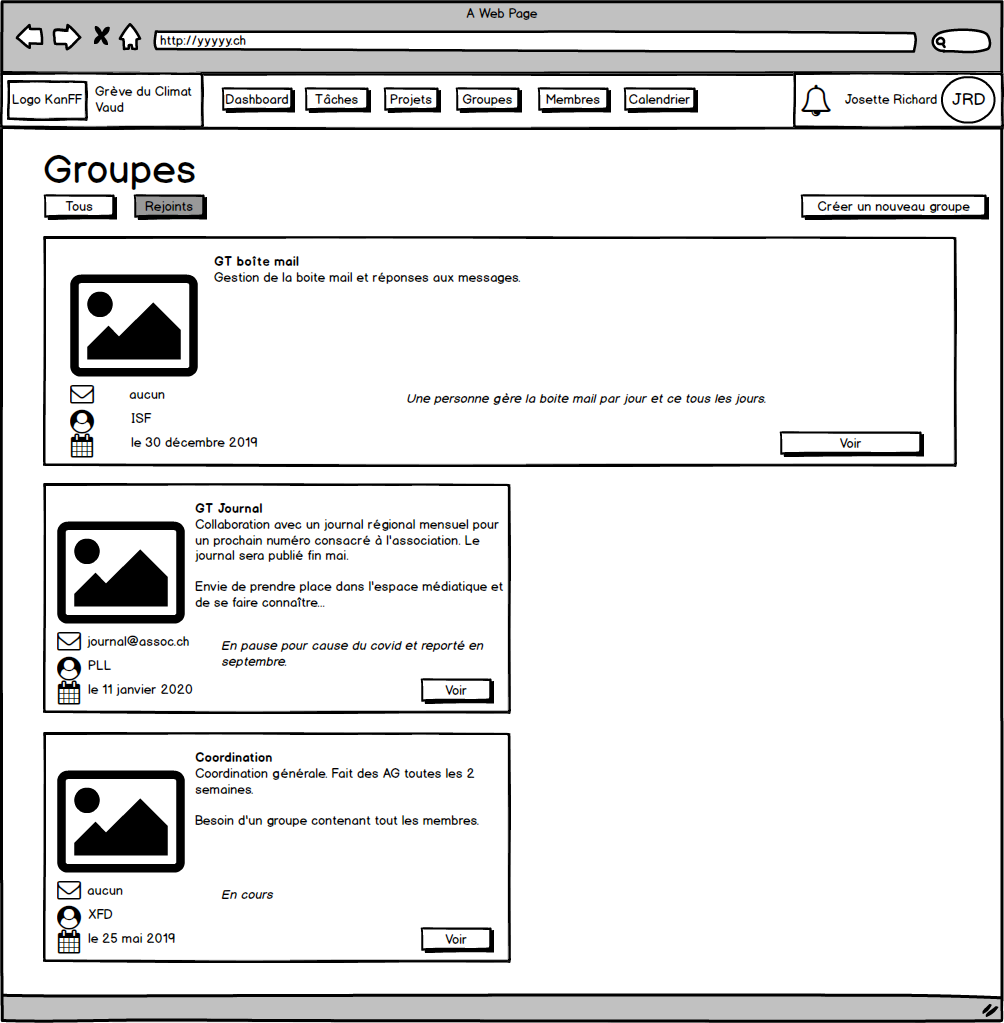 A Web Page
http://yyyyy.ch
Logo KanFF
Grève du Climat
Vaud
Dashboard
Tâches
Projets
Groupes
Membres
Calendrier
Josette Richard
JRD
Groupes
Tous
Rejoints
Créer un nouveau groupe
GT boîte mail
Gestion de la boite mail et réponses aux messages.
aucun
Une personne gère la boite mail par jour et ce tous les jours.
ISF
le 30 décembre 2019
Voir
GT Journal
Collaboration avec un journal régional mensuel pour
un prochain numéro consacré à l'association. Le
journal sera publié fin mai.
Envie de prendre place dans l'espace médiatique et
de se faire connaître...
journal@assoc.ch
En pause pour cause du covid et reporté en
septembre.
PLL
le 11 janvier 2020
Voir
Coordination
Coordination générale. Fait des AG toutes les 2
semaines.
Besoin d'un groupe contenant tout les membres.
aucun
En cours
XFD
le 25 mai 2019
Voir